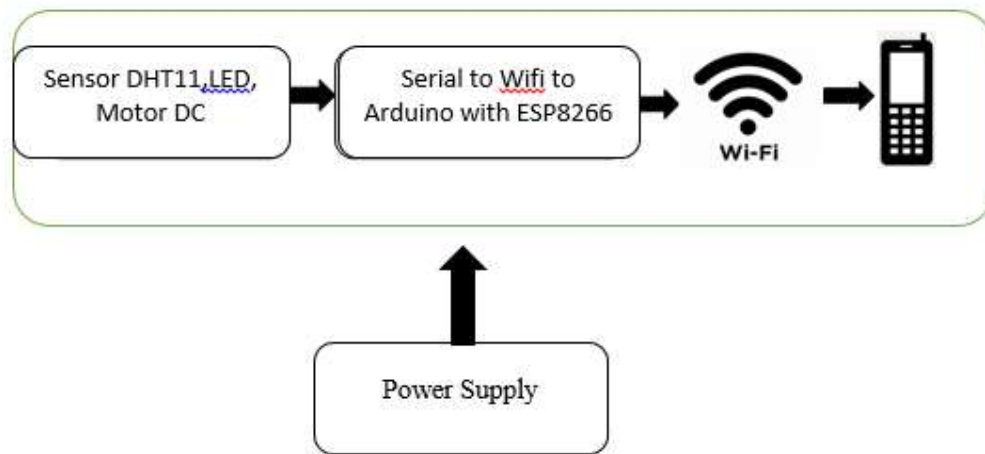 Sensor DHT11,LED,
Motor DC
Serial to Wifi to
Arduino with ESP8266
Wi-Fi
Power Supply